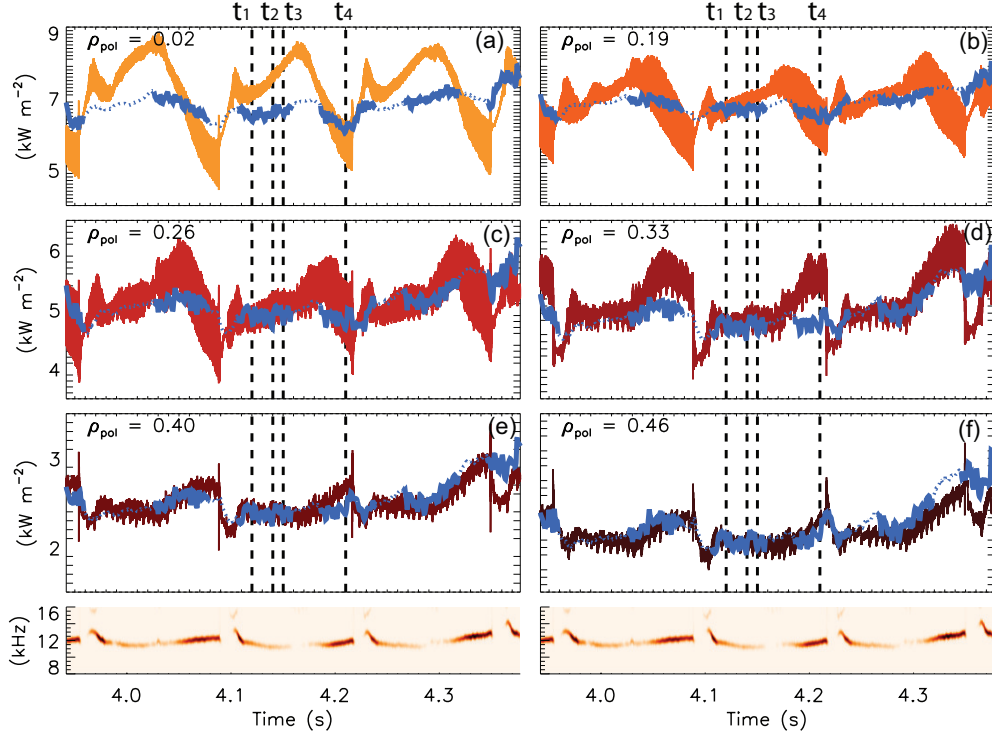 t1 t2 t3 t4 t1 t2 t3 t4
9 ρpol = 0.02 (a) ρpol = 0.19 (b)
7
5
(kW m⁻²)
6 ρpol = 0.26 (c) ρpol = 0.33 (d)
5
4
(kW m⁻²)
ρpol = 0.40 (e) ρpol = 0.46 (f)
3
2
(kW m⁻²)
16
12
8
(kHz)
4.0 4.1 4.2 4.3 4.0 4.1 4.2 4.3
Time (s) Time (s)